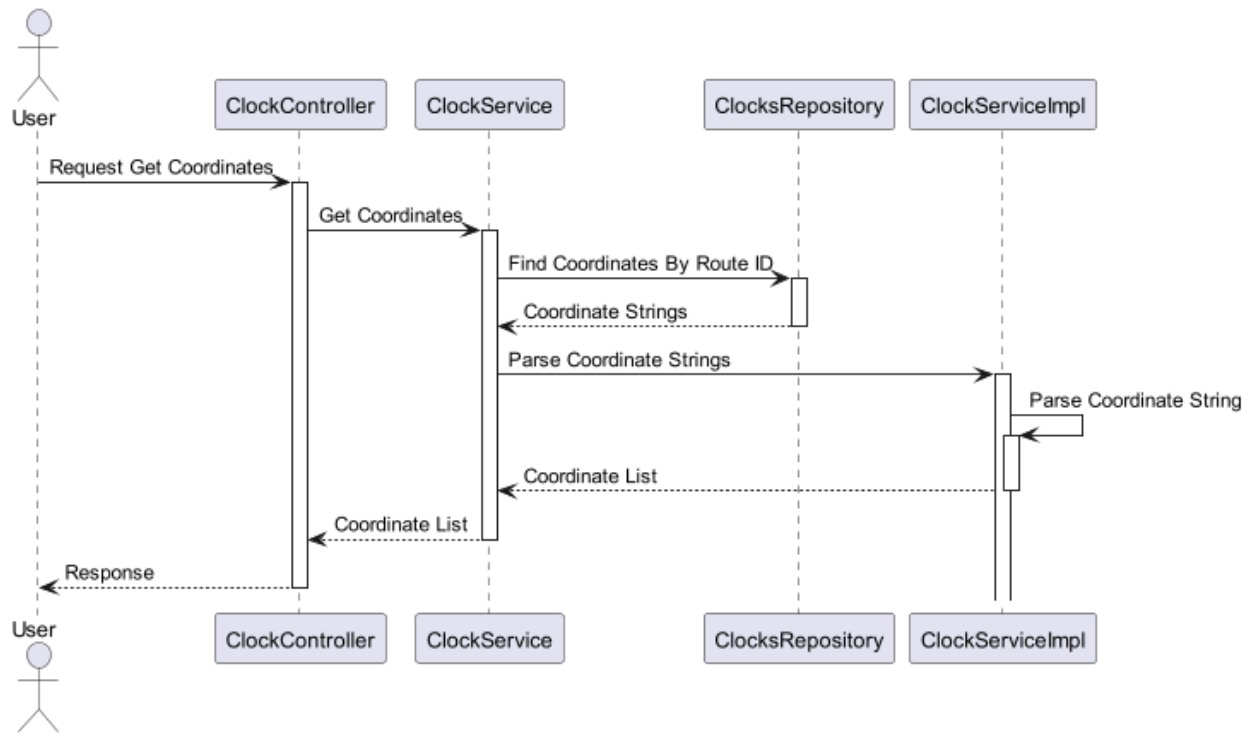 User
ClockController
ClockService
ClocksRepository
ClockServiceImpl
Request Get Coordinates
Get Coordinates
Find Coordinates By Route ID
Coordinate Strings
Parse Coordinate Strings
Parse Coordinate String
Coordinate List
Coordinate List
Response
User
ClockController
ClockService
ClocksRepository
ClockServiceImpl